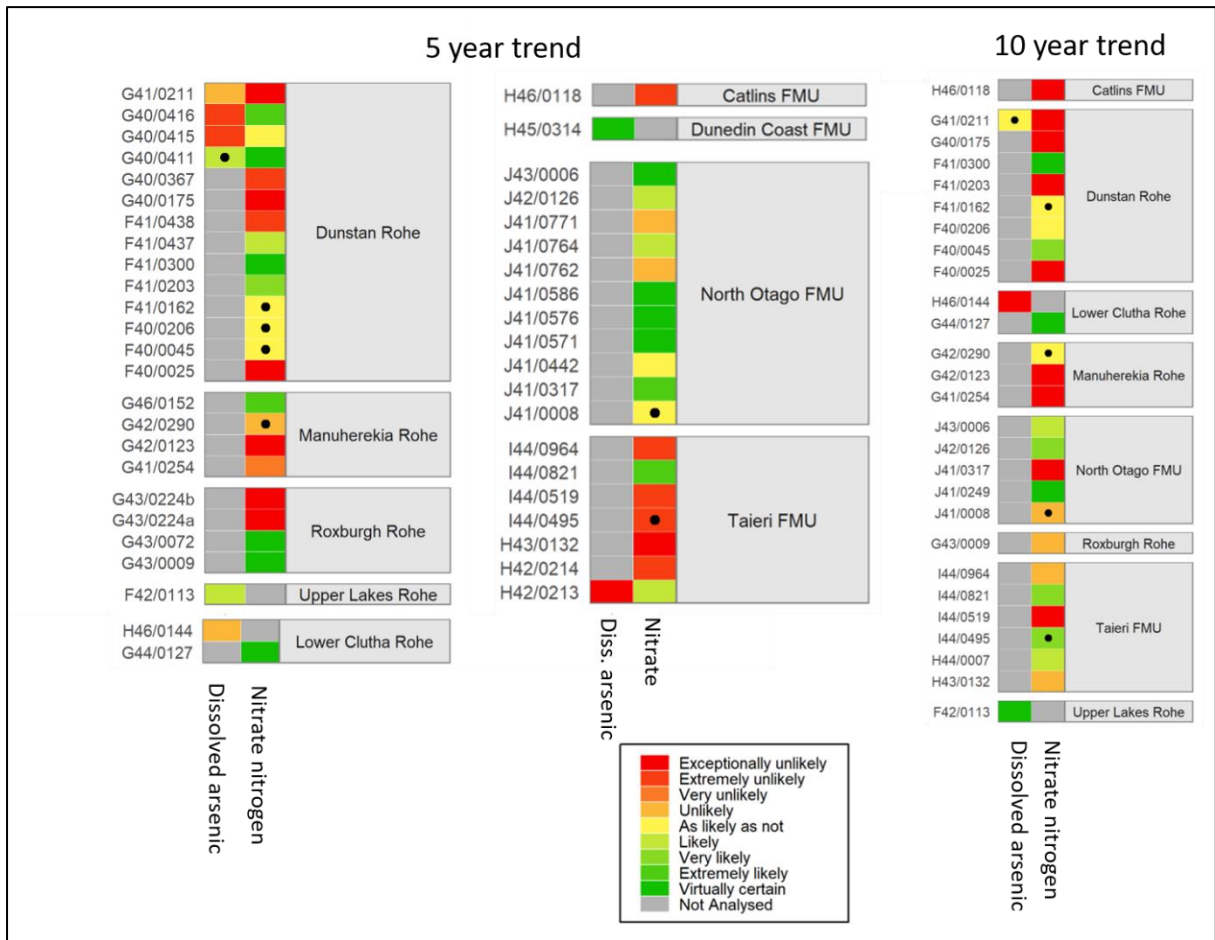 5 year trend
10 year trend
G41/0211
G40/0416
G40/0415
G40/0411
G40/0367
G40/0175
F41/0438
F41/0437
F41/0300
F41/0203
F41/0162
F40/0206
F40/0045
F40/0025
Dunstan Rohe
G46/0152
G42/0290
G42/0123
G41/0254
Manuherekia Rohe
G43/0224b
G43/0224a
G43/0072
G43/0009
Roxburgh Rohe
F42/0113
Upper Lakes Rohe
H46/0144
G44/0127
Lower Clutha Rohe
Dissolved arsenic
Nitrate nitrogen
H46/0118
Catlins FMU
H45/0314
Dunedin Coast FMU
J43/0006
J42/0126
J41/0771
J41/0764
J41/0762
J41/0586
J41/0576
J41/0571
J41/0442
J41/0317
J41/0008
North Otago FMU
I44/0964
I44/0821
I44/0519
I44/0495
H43/0132
H42/0214
H42/0213
Taieri FMU
Diss. arsenic
Nitrate
Exceptionally unlikely
Extremely unlikely
Very unlikely
Unlikely
As likely as not
Likely
Very likely
Extremely likely
Virtually certain
Not Analysed
H46/0118
Catlins FMU
G41/0211
G40/0175
F41/0300
F41/0203
F41/0162
F40/0206
F40/0045
F40/0025
Dunstan Rohe
H46/0144
G44/0127
Lower Clutha Rohe
G42/0290
G42/0123
G41/0254
Manuherekia Rohe
J43/0006
J42/0126
J41/0317
J41/0249
J41/0008
North Otago FMU
G43/0009
Roxburgh Rohe
I44/0964
I44/0821
I44/0519
I44/0495
H44/0007
H43/0132
Taieri FMU
F42/0113
Upper Lakes Rohe
Dissolved arsenic
Nitrate nitrogen